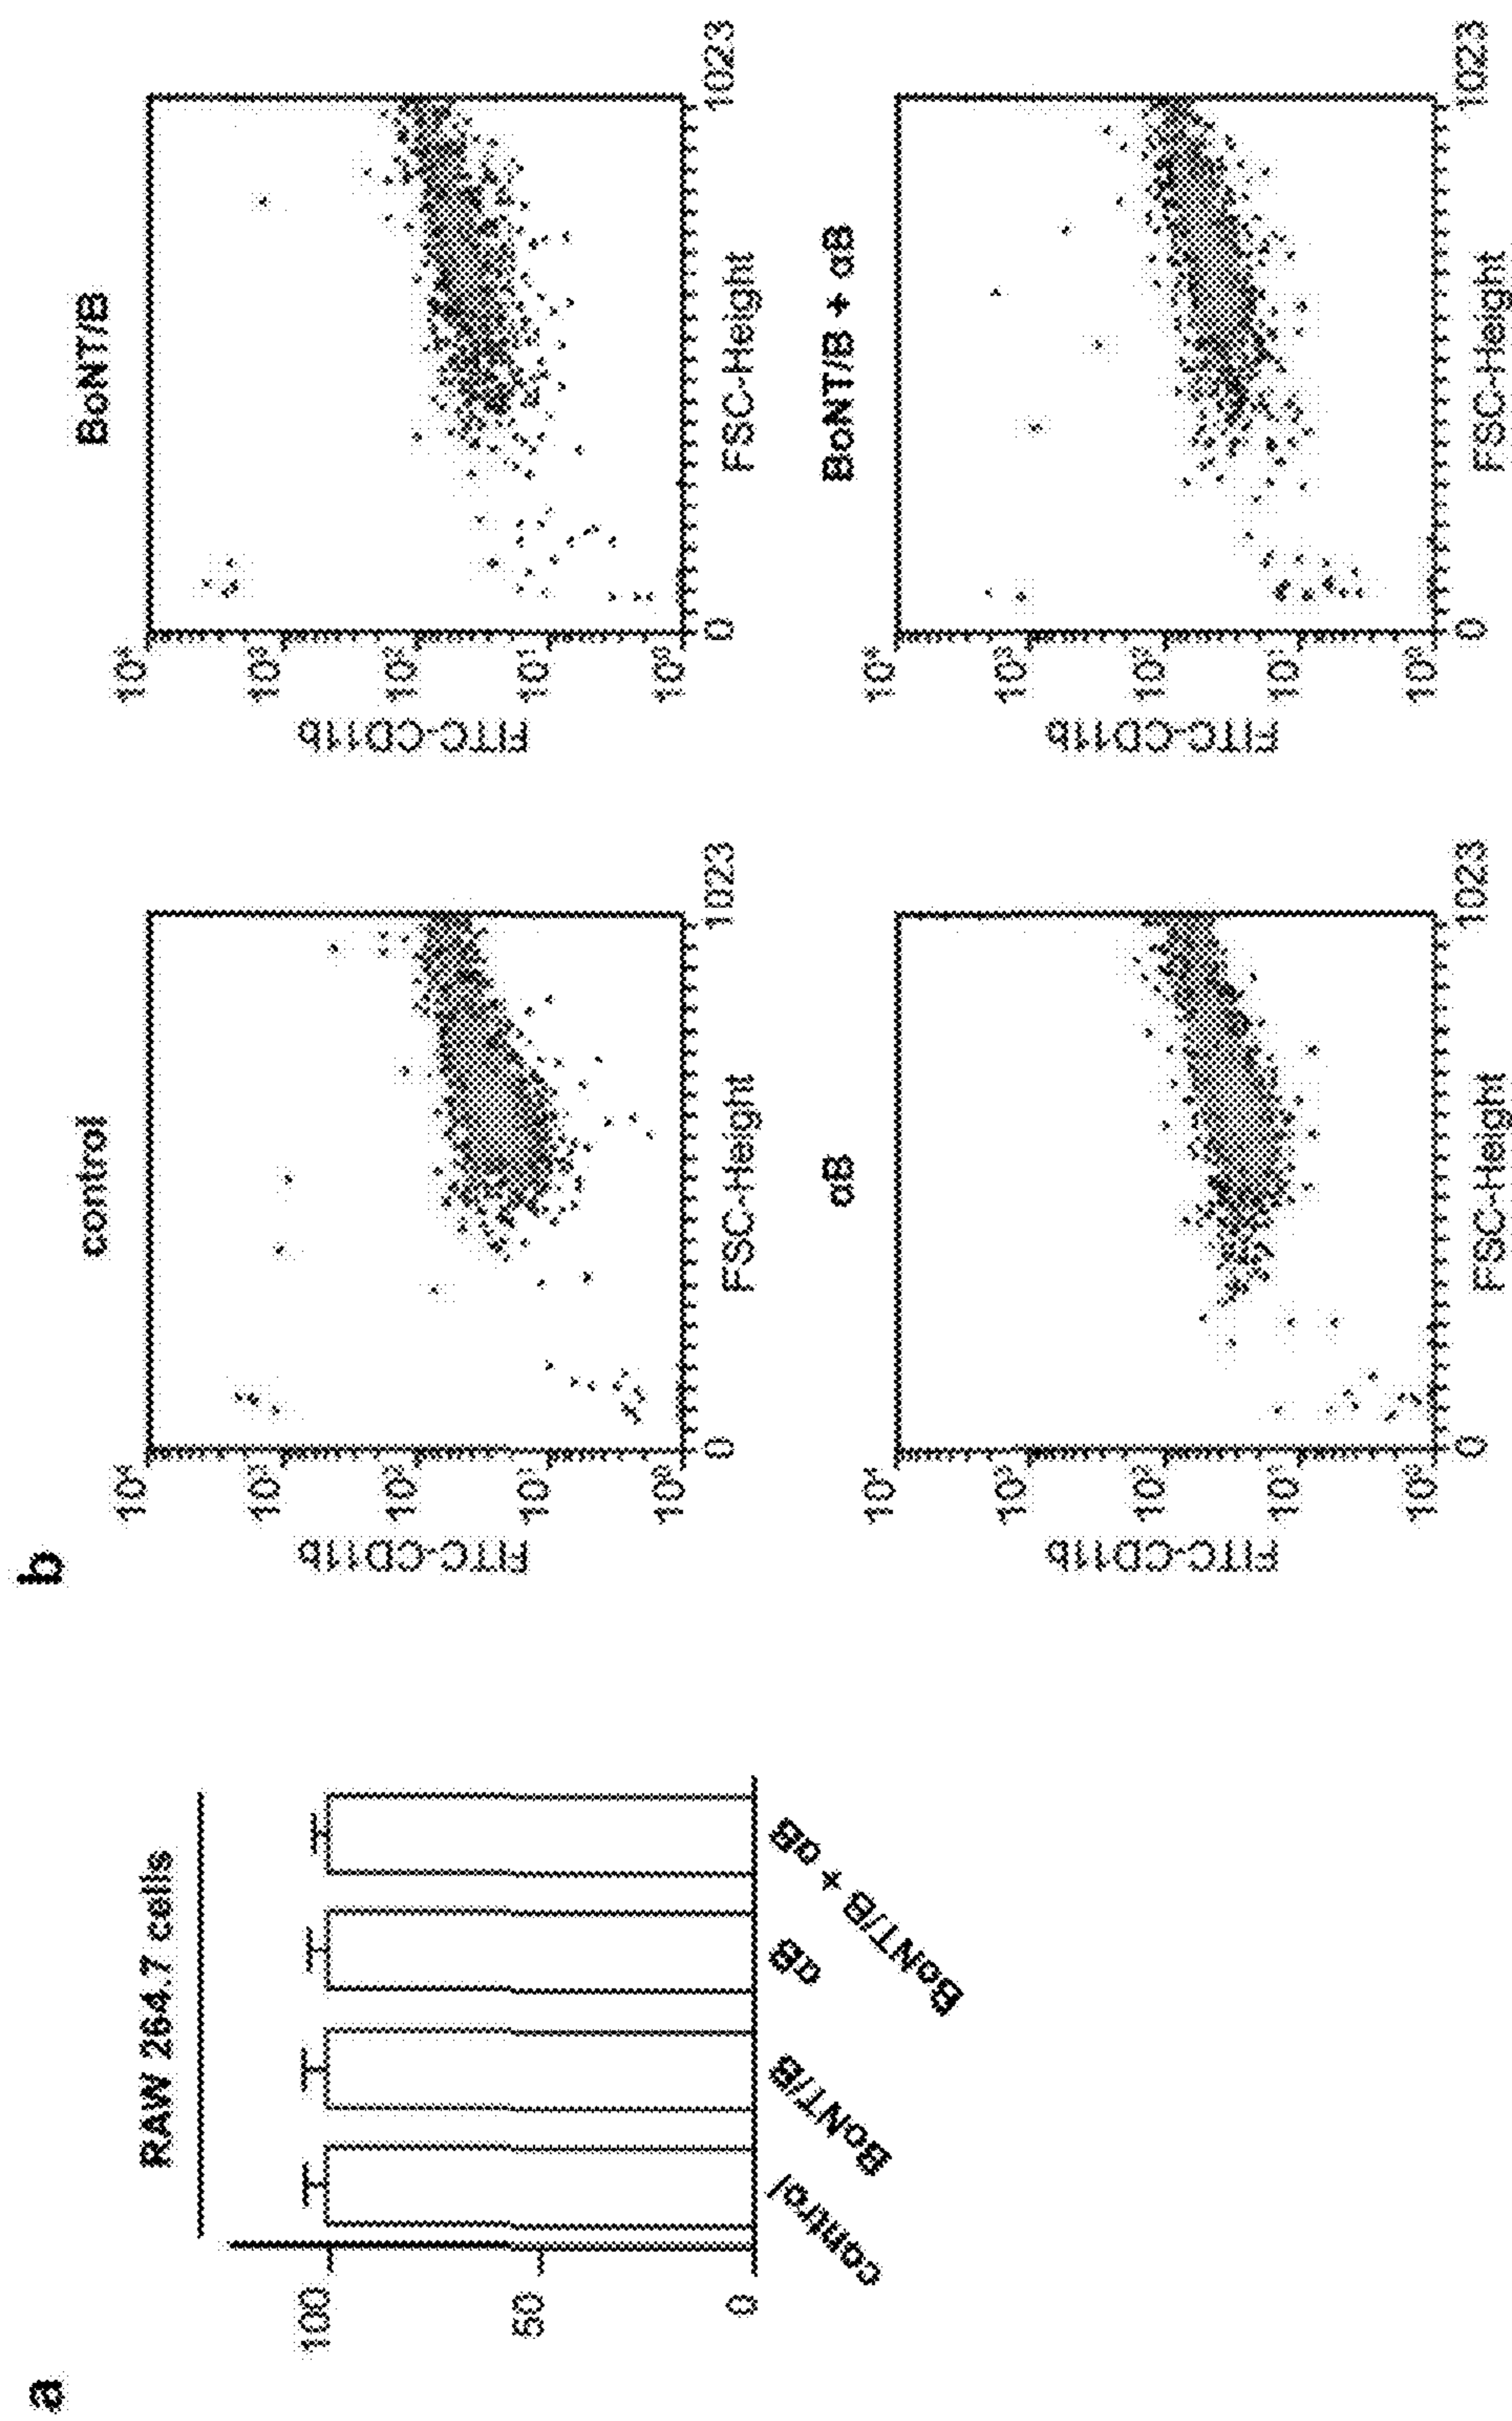 a
RAW 264.7 cells
100
50
0
control
BoNT/B
αB
BoNT/B + αB
b
control
FITC-CD11b
10⁴
10³
10²
10¹
10⁰
0
1023
FSC-Height
BoNT/B
FITC-CD11b
10⁴
10³
10²
10¹
10⁰
0
1023
FSC-Height
αB
FITC-CD11b
10⁴
10³
10²
10¹
10⁰
0
1023
FSC-Height
BoNT/B + αB
FITC-CD11b
10⁴
10³
10²
10¹
10⁰
0
1023
FSC-Height